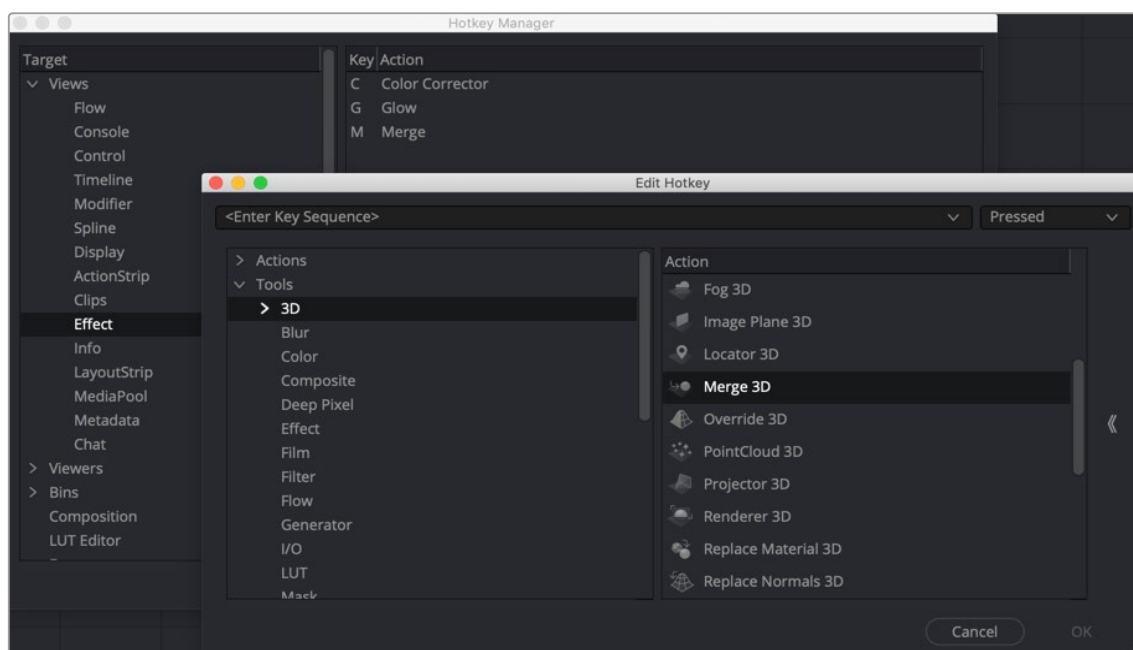 Hotkey Manager
Target
Views
Flow
Console
Control
Timeline
Modifier
Spline
Display
ActionStrip
Clips
Effect
Info
LayoutStrip
MediaPool
Metadata
Chat
Viewers
Bins
Composition
LUT Editor
Key Action
C Color Corrector
G Glow
M Merge
Edit Hotkey
<Enter Key Sequence>
Pressed
Actions
Tools
3D
Blur
Color
Composite
Deep Pixel
Effect
Film
Filter
Flow
Generator
I/O
LUT
Mask
Action
Fog 3D
Image Plane 3D
Locator 3D
Merge 3D
Override 3D
PointCloud 3D
Projector 3D
Renderer 3D
Replace Material 3D
Replace Normals 3D
Cancel
OK